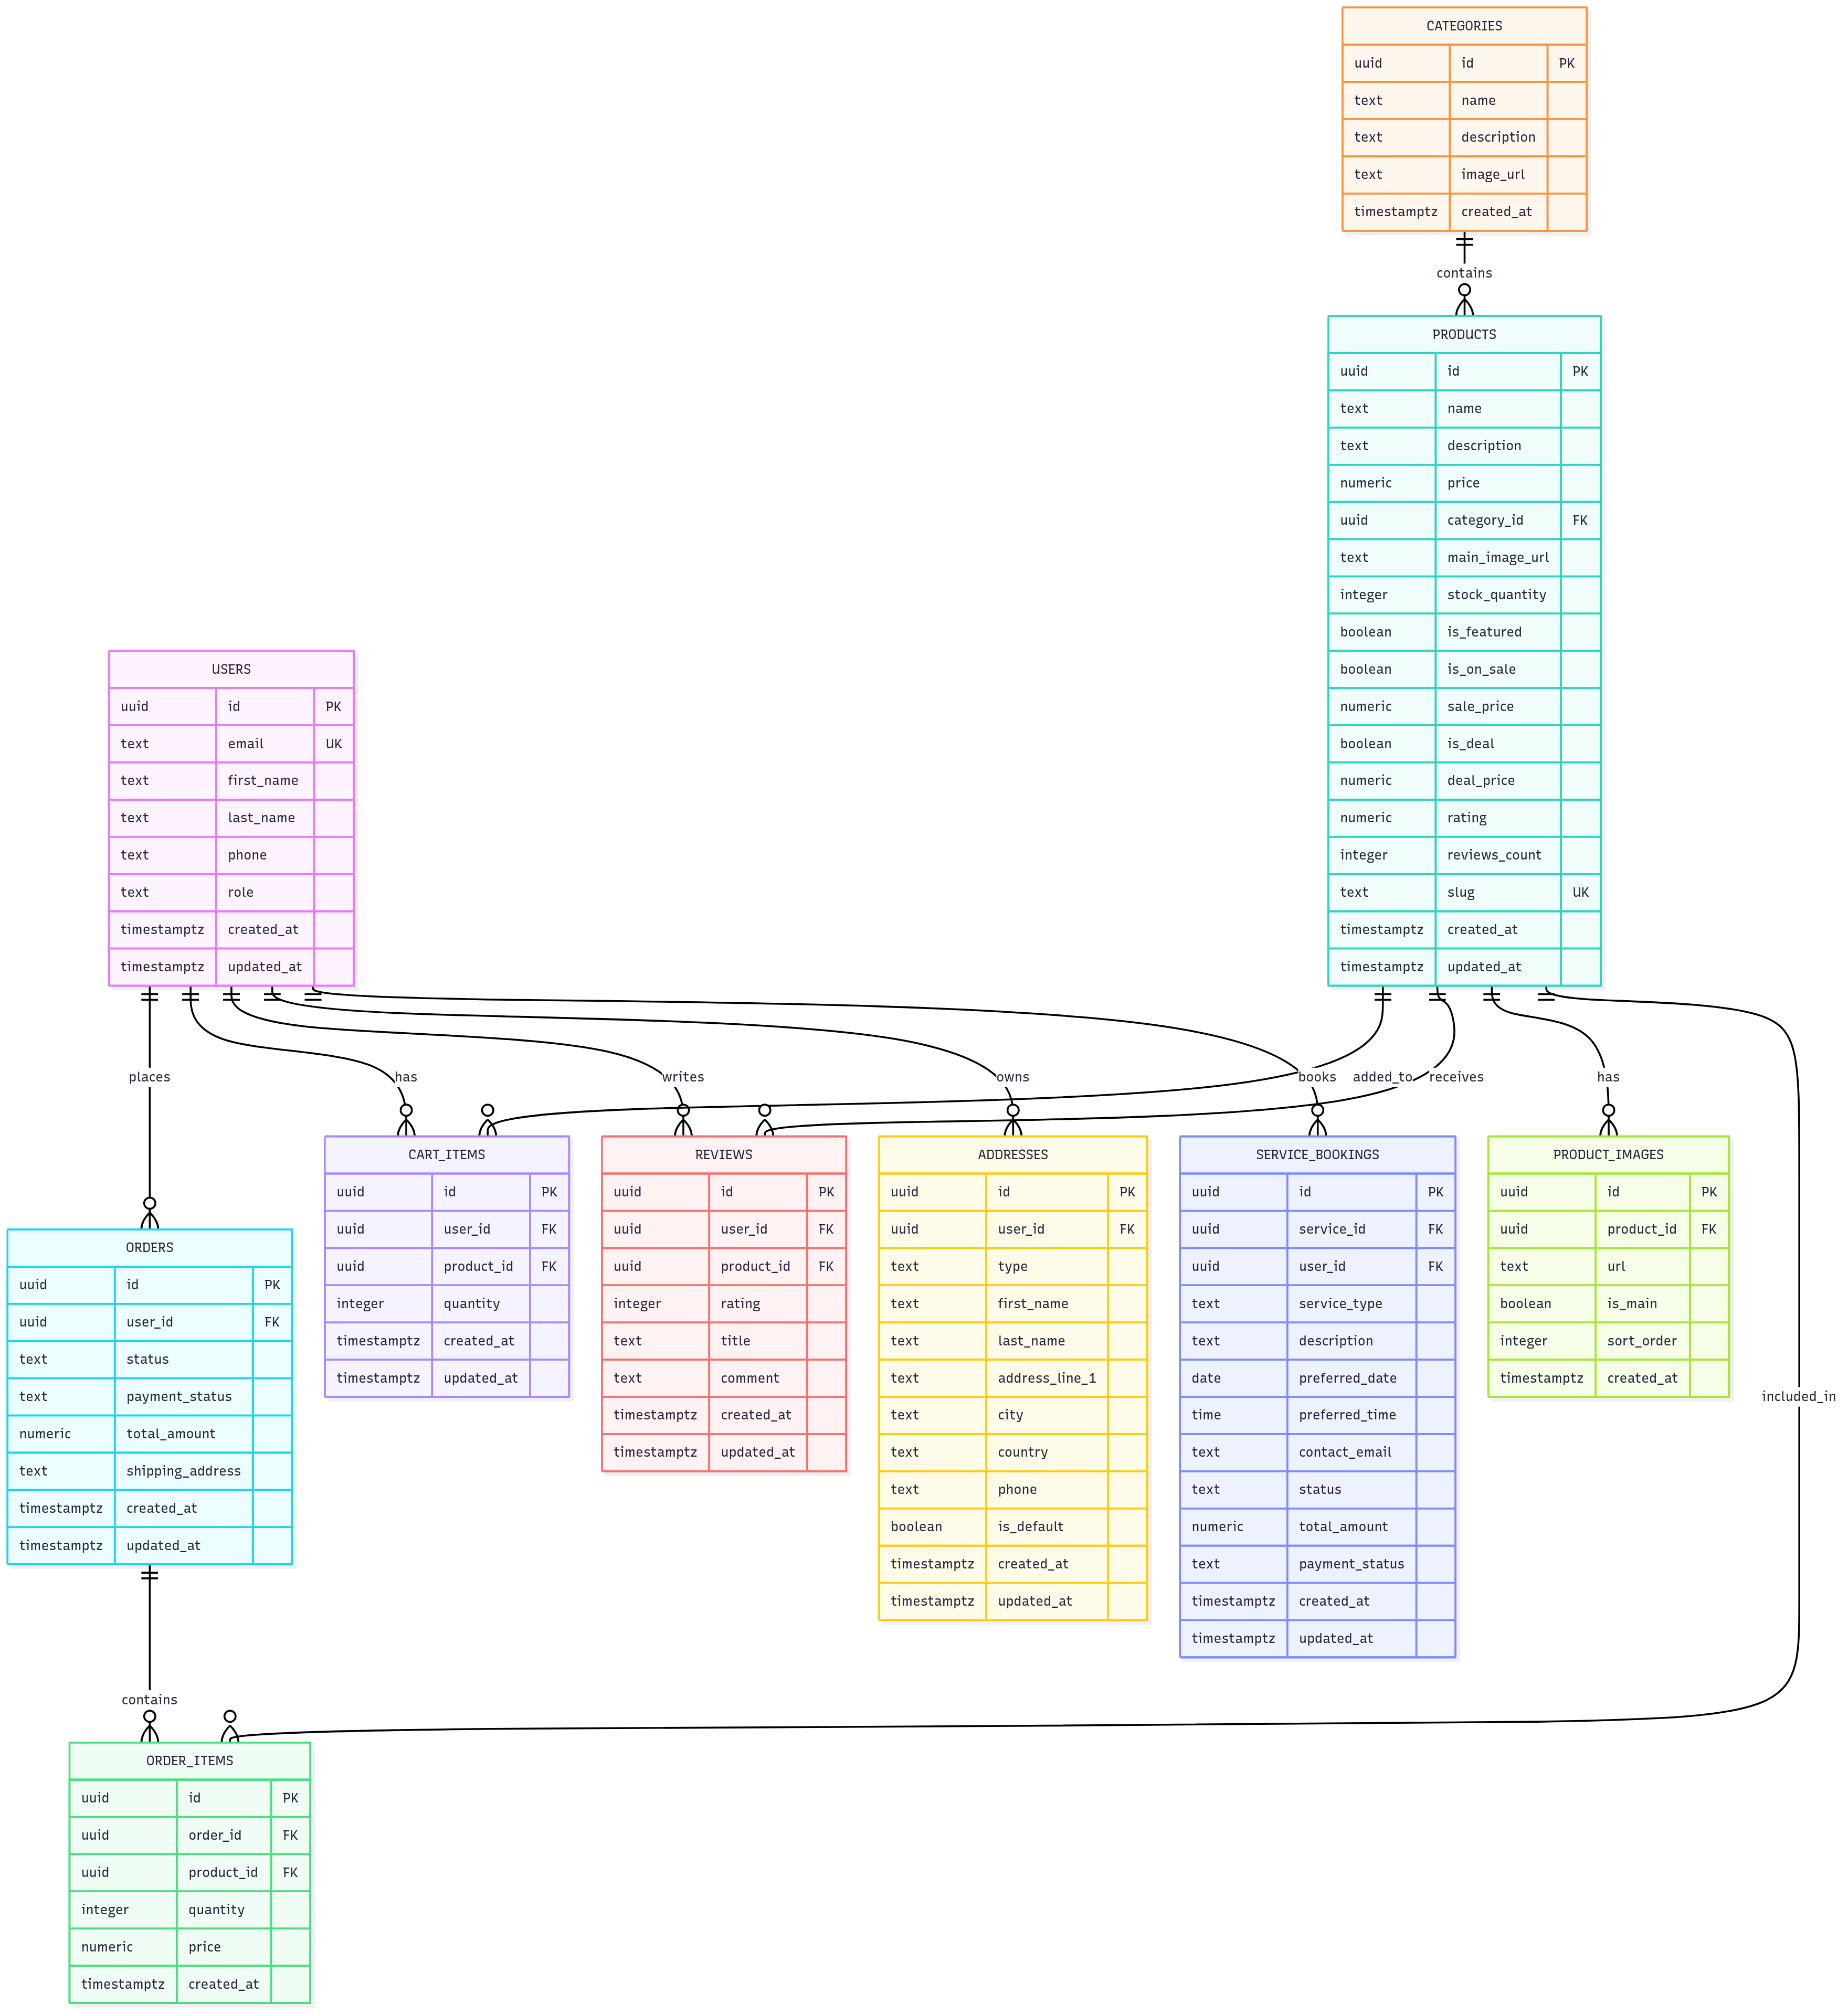 CATEGORIES
uuid id PK
text name
text description
text image_url
timestamptz created_at
contains
PRODUCTS
uuid id PK
text name
text description
numeric price
uuid category_id FK
text main_image_url
integer stock_quantity
boolean is_featured
boolean is_on_sale
numeric sale_price
boolean is_deal
numeric deal_price
numeric rating
integer reviews_count
text slug UK
timestamptz created_at
timestamptz updated_at
USERS
uuid id PK
text email UK
text first_name
text last_name
text phone
text role
timestamptz created_at
timestamptz updated_at
places has writes owns books added_to receives has
CART_ITEMS
uuid id PK
uuid user_id FK
uuid product_id FK
integer quantity
timestamptz created_at
timestamptz updated_at
REVIEWS
uuid id PK
uuid user_id FK
uuid product_id FK
integer rating
text title
text comment
timestamptz created_at
timestamptz updated_at
ADDRESSES
uuid id PK
uuid user_id FK
text type
text first_name
text last_name
text address_line_1
text city
text country
text phone
boolean is_default
timestamptz created_at
timestamptz updated_at
SERVICE_BOOKINGS
uuid id PK
uuid service_id FK
uuid user_id FK
text service_type
text description
date preferred_date
time preferred_time
text contact_email
text status
numeric total_amount
text payment_status
timestamptz created_at
timestamptz updated_at
PRODUCT_IMAGES
uuid id PK
uuid product_id FK
text url
boolean is_main
integer sort_order
timestamptz created_at
included_in
ORDERS
uuid id PK
uuid user_id FK
text status
text payment_status
numeric total_amount
text shipping_address
timestamptz created_at
timestamptz updated_at
contains
ORDER_ITEMS
uuid id PK
uuid order_id FK
uuid product_id FK
integer quantity
numeric price
timestamptz created_at